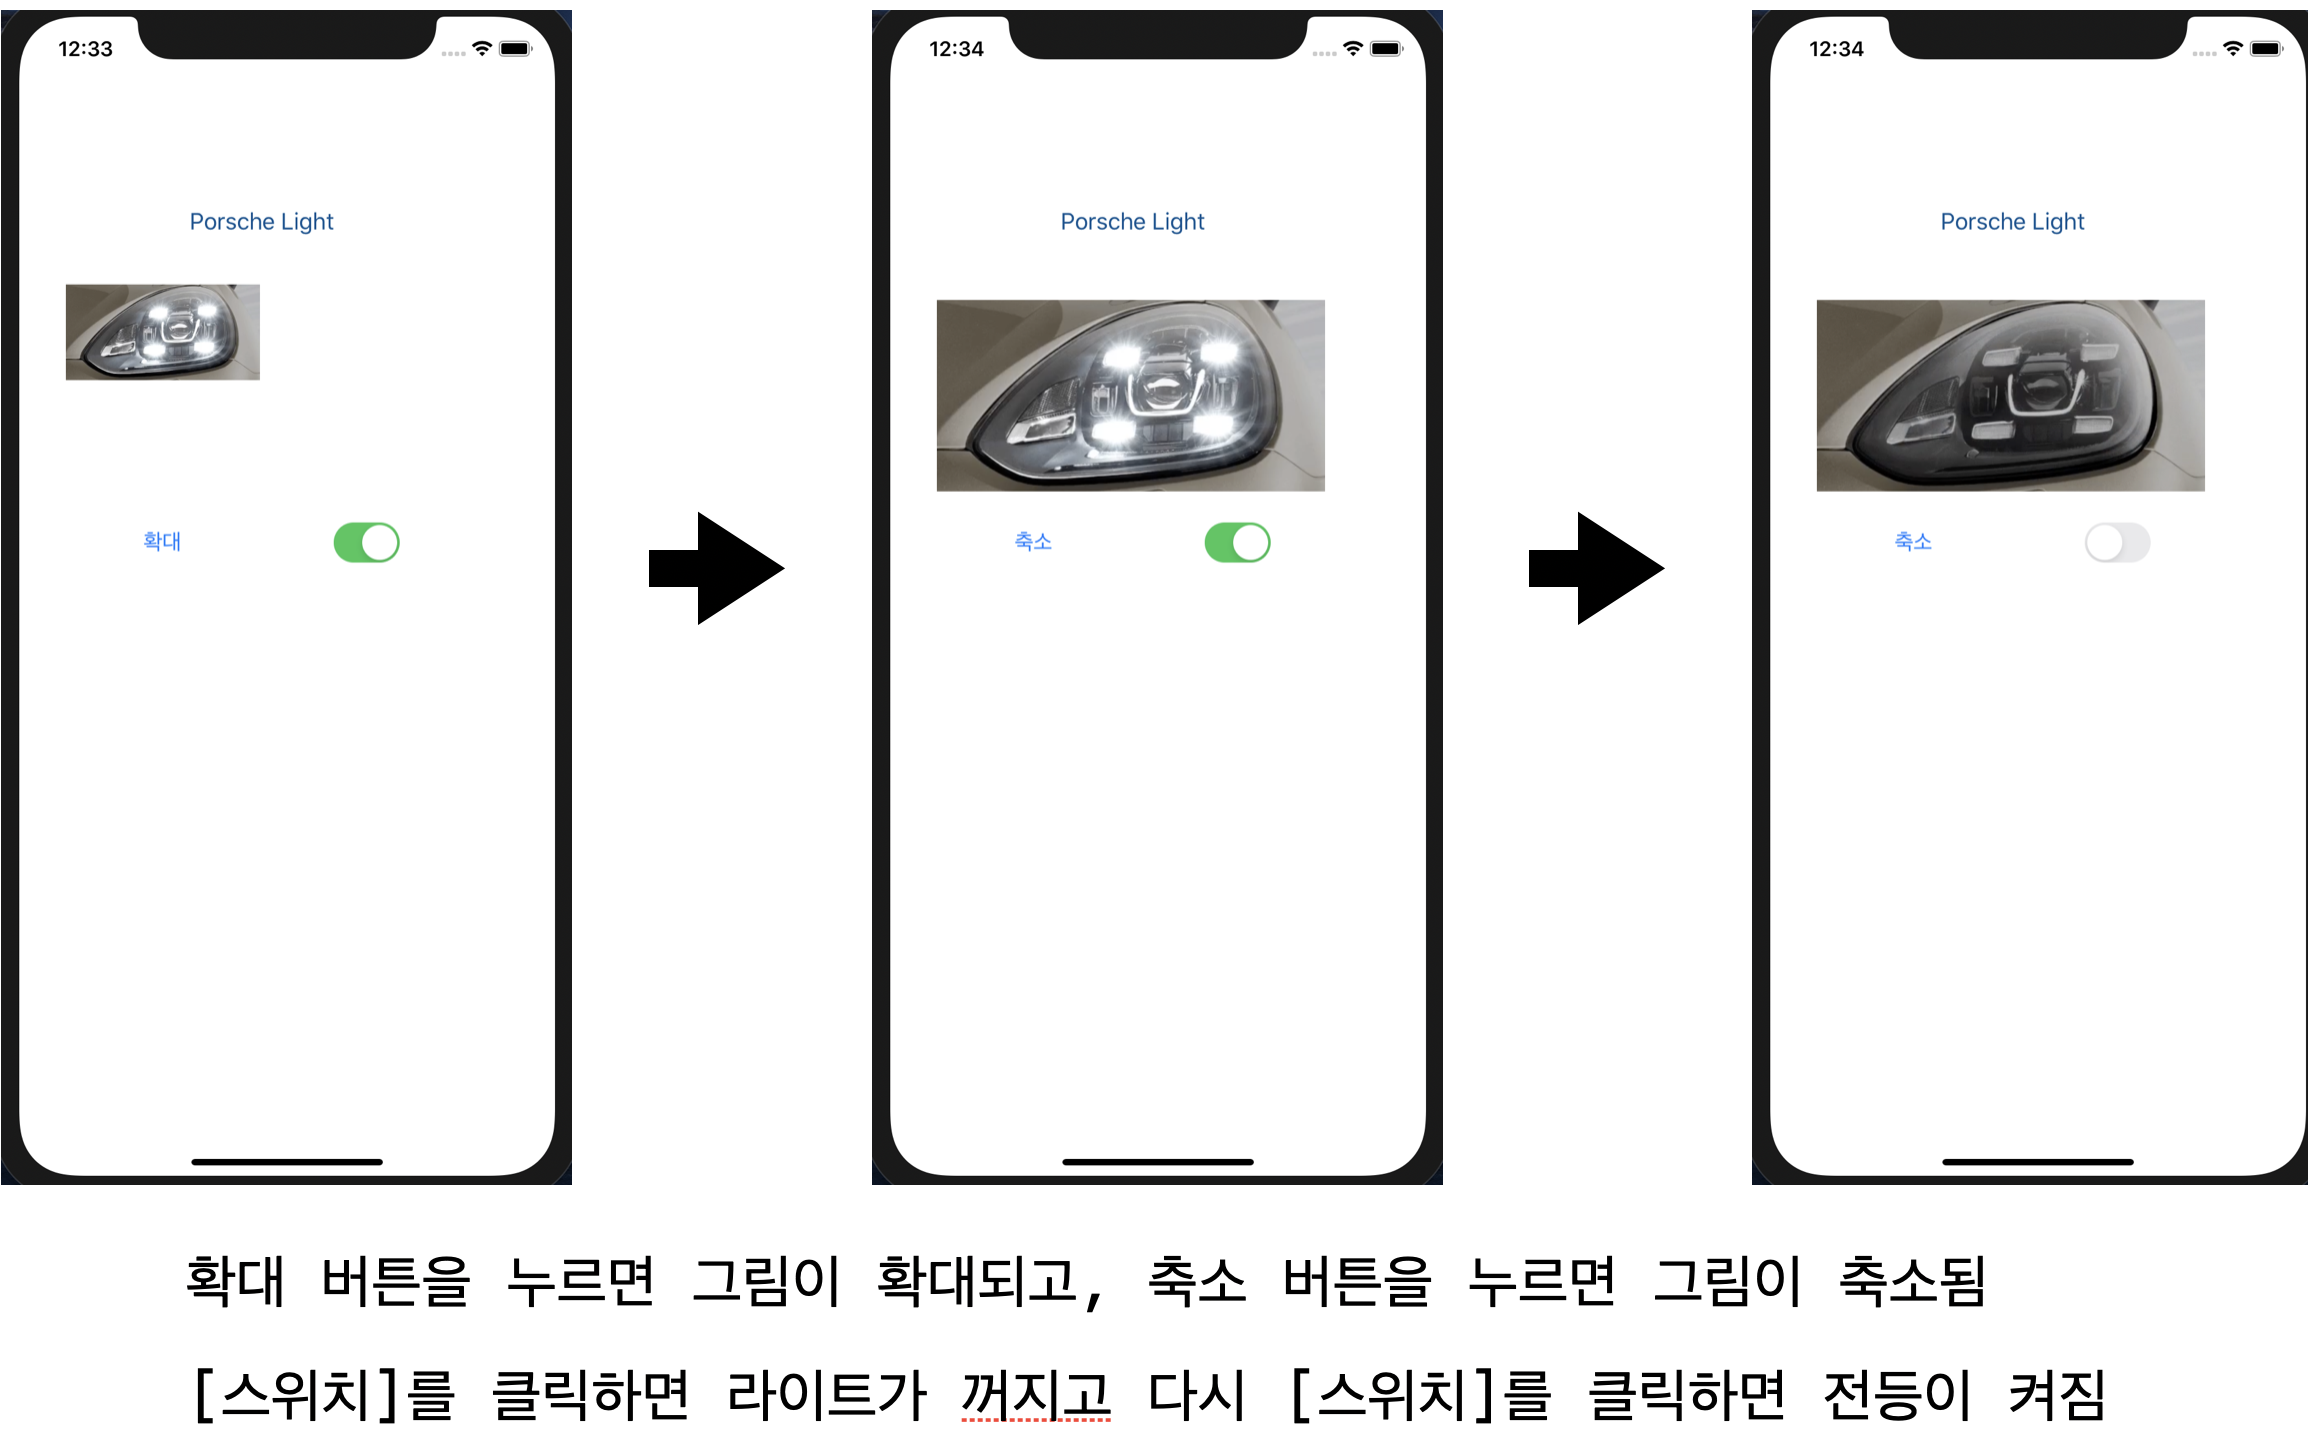 12:33
12:34
12:34
Porsche Light
Porsche Light
Porsche Light
확대
축소
축소
확대 버튼을 누르면 그림이 확대되고, 축소 버튼을 누르면 그림이 축소됨
[스위치]를 클릭하면 라이트가 꺼지고 다시 [스위치]를 클릭하면 전등이 켜짐